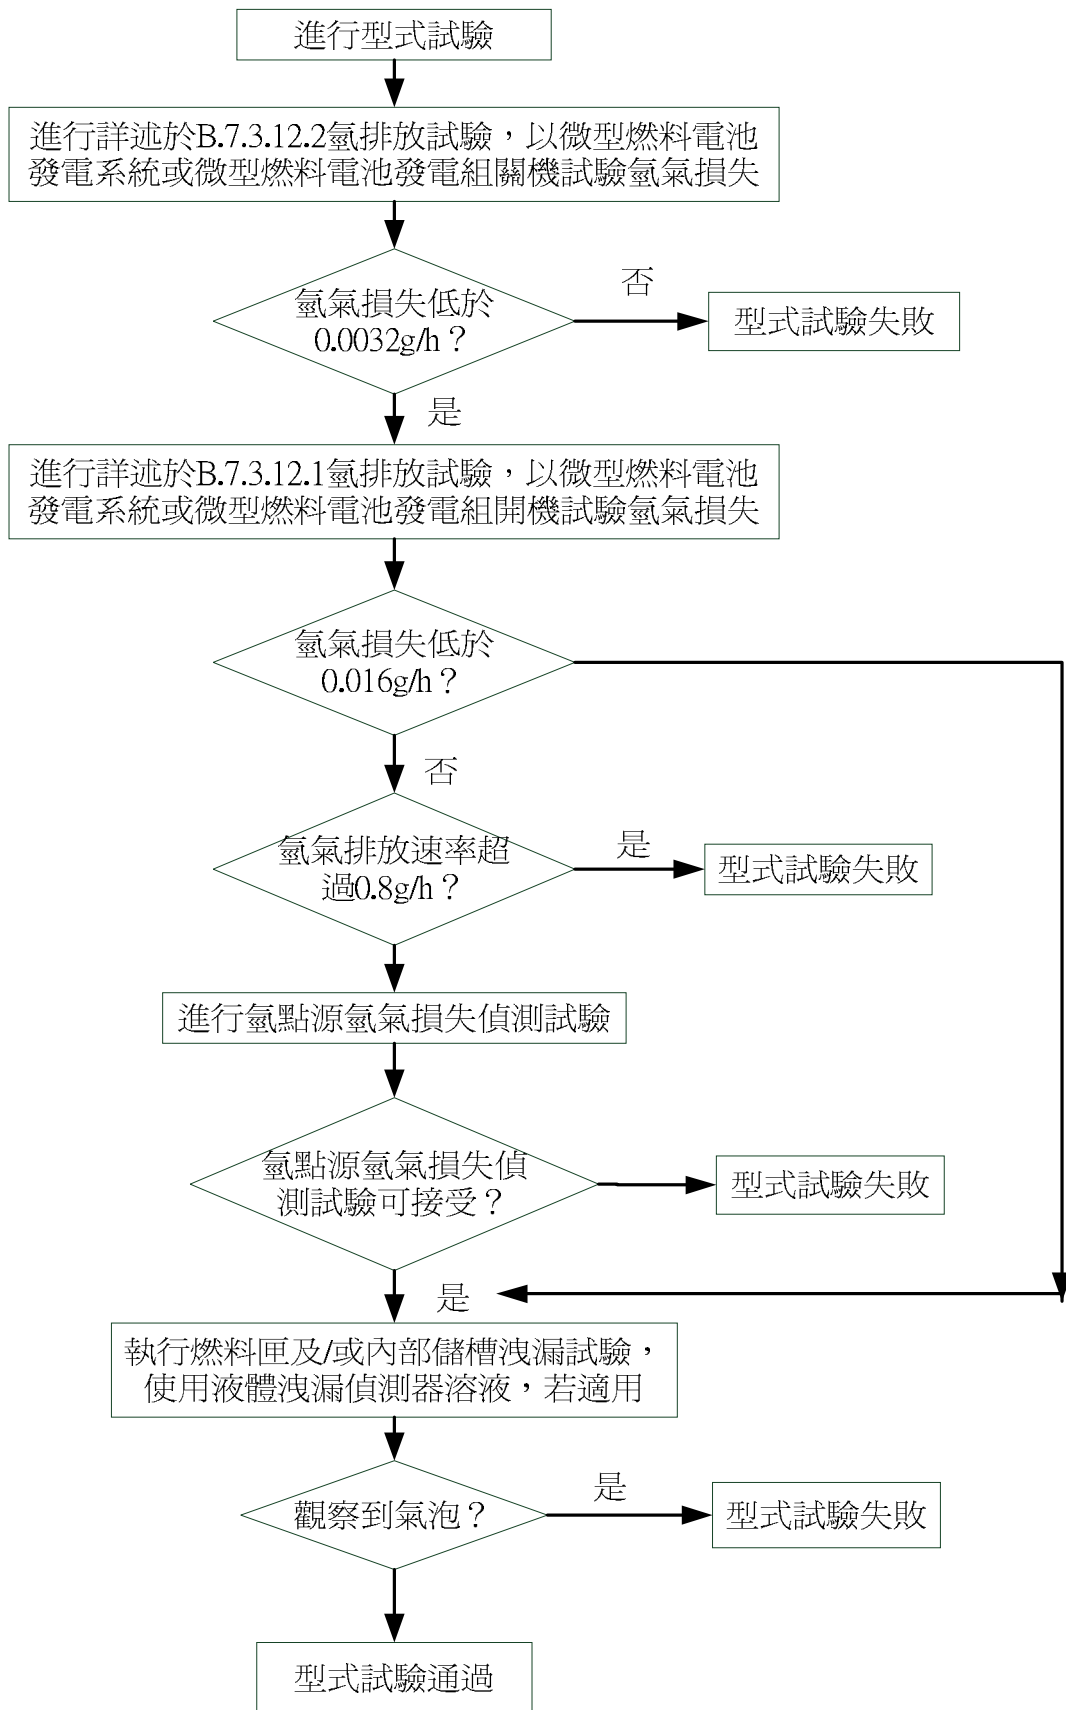 進行型式試驗
進行詳述於B.7.3.12.2氫排放試驗，以微型燃料電池
發電系統或微型燃料電池發電組關機試驗氫氣損失
氫氣損失低於
0.0032g/h？
否
型式試驗失敗
是
進行詳述於B.7.3.12.1氫排放試驗，以微型燃料電池
發電系統或微型燃料電池發電組開機試驗氫氣損失
氫氣損失低於
0.016g/h？
否
氫氣排放速率超
過0.8g/h？
是
型式試驗失敗
進行氫點源氫氣損失偵測試驗
氫點源氫氣損失偵
測試驗可接受？
型式試驗失敗
是
執行燃料匣及/或內部儲槽洩漏試驗，
使用液體洩漏偵測器溶液，若適用
觀察到氣泡？
是
型式試驗失敗
型式試驗通過